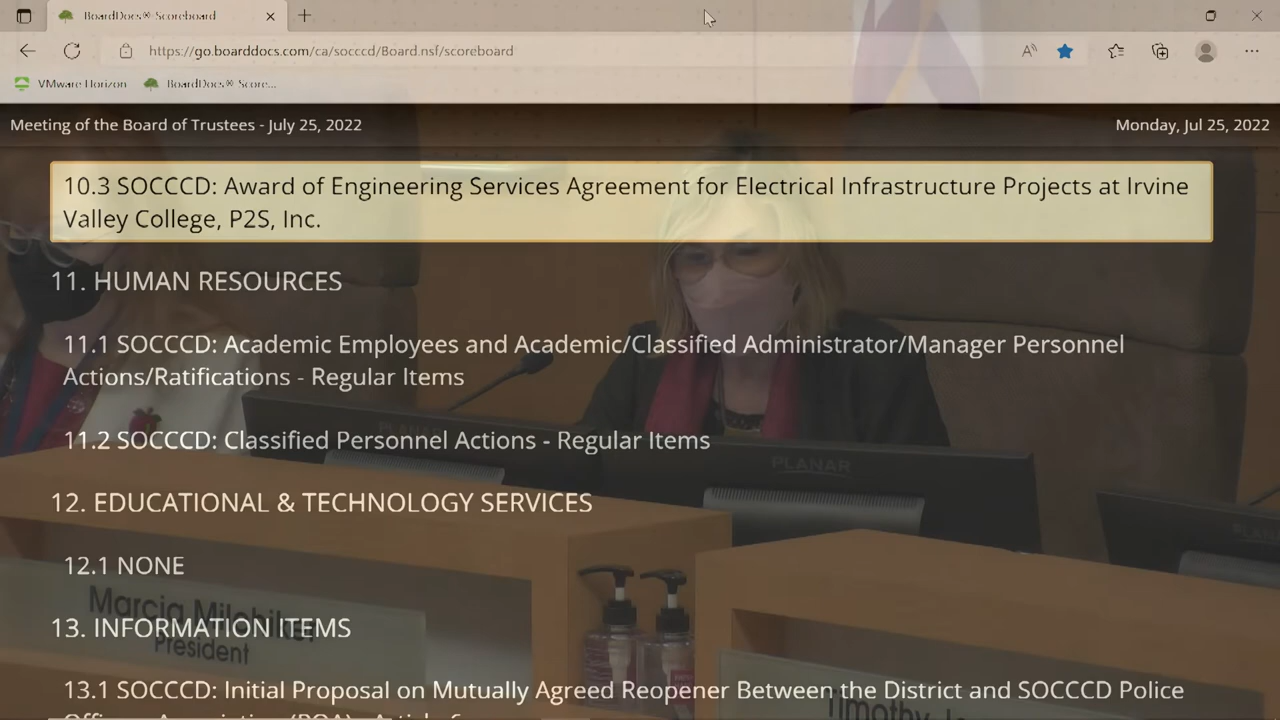 BoardDocs® Scoreboard
https://go.boarddocs.com/ca/socccd/Board.nsf/scoreboard
VMware Horizon
BoardDocs® Score...
Meeting of the Board of Trustees - July 25, 2022
Monday, Jul 25, 2022
10.3 SOCCCD: Award of Engineering Services Agreement for Electrical Infrastructure Projects at Irvine
Valley College, P2S, Inc.
11. HUMAN RESOURCES
11.1 SOCCCD: Academic Employees and Academic/Classified Administrator/Manager Personnel
Actions/Ratifications - Regular Items
11.2 SOCCCD: Classified Personnel Actions - Regular Items
PLANAR
PLANAR
12. EDUCATIONAL & TECHNOLOGY SERVICES
12.1 NONE
Marcia Milchiker
President
13. INFORMATION ITEMS
13.1 SOCCCD: Initial Proposal on Mutually Agreed Reopener Between the District and SOCCCD Police
Timothy